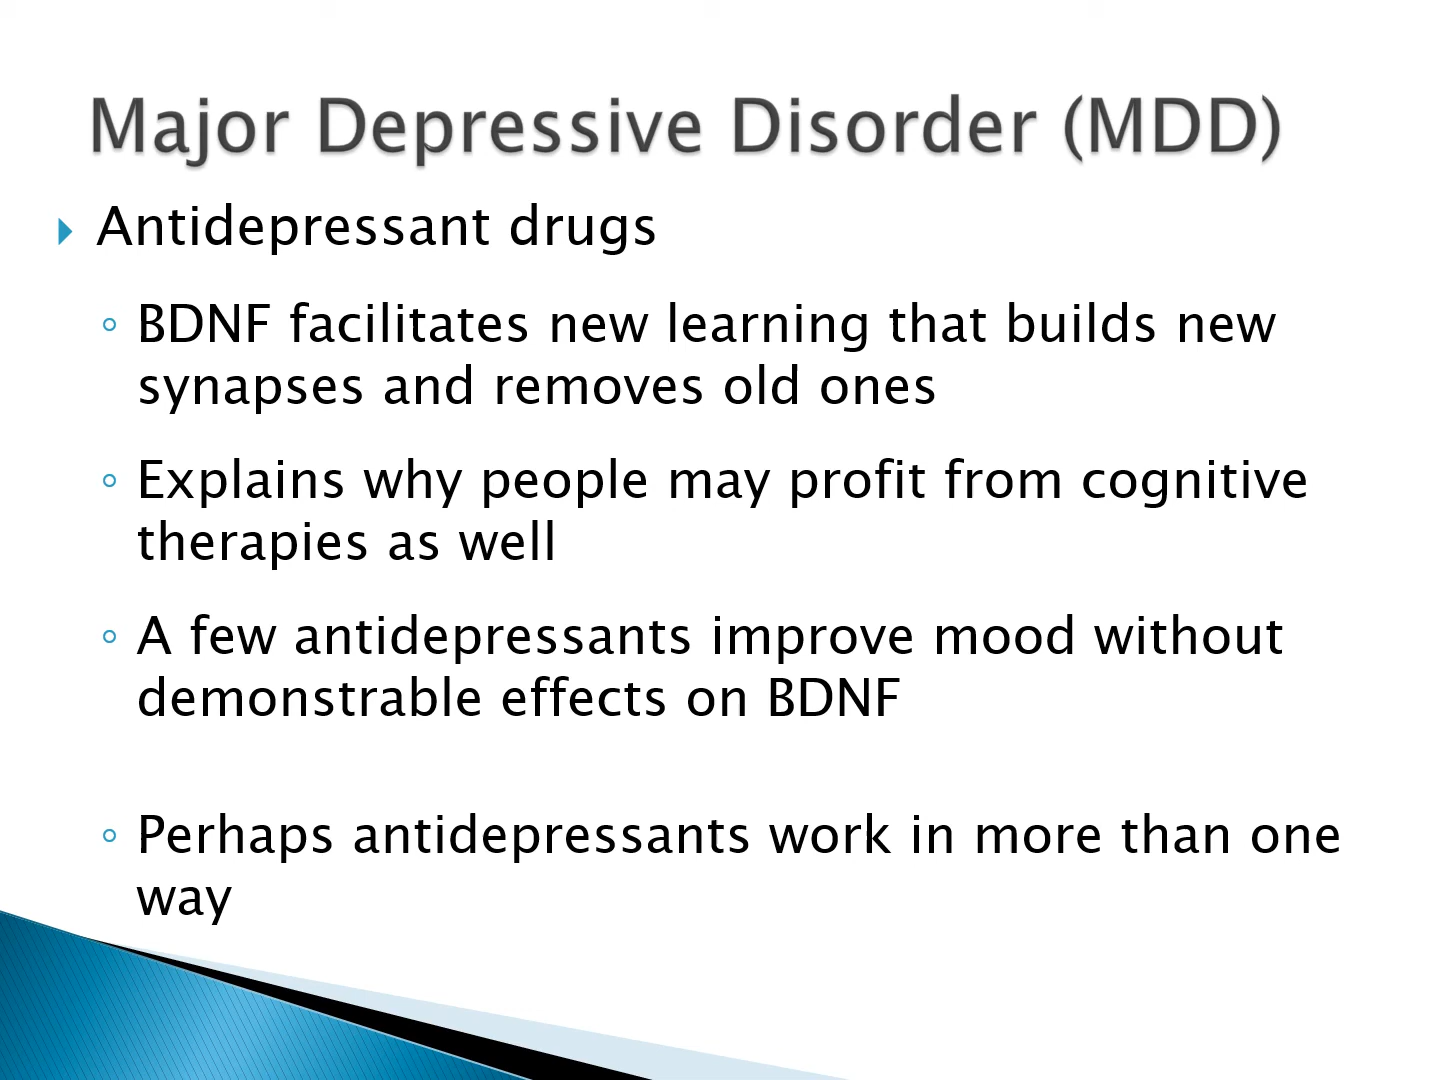 Major Depressive Disorder (MDD)
Antidepressant drugs
BDNF facilitates new learning that builds new
synapses and removes old ones
Explains why people may profit from cognitive
therapies as well
A few antidepressants improve mood without
demonstrable effects on BDNF
Perhaps antidepressants work in more than one
way